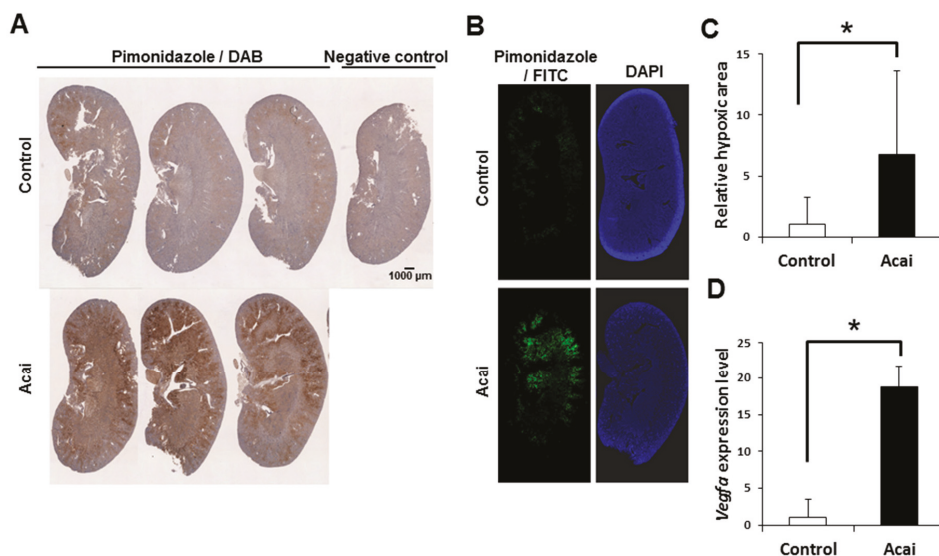 A
Pimonidazole / DAB
Negative control
Control
1000 µm
Acai
B
Pimonidazole
/ FITC
DAPI
Control
Acai
C
Relative hypoxic area
15
10
5
0
*
Control
Acai
D
Vegfa expression level
25
20
15
10
5
0
*
Control
Acai